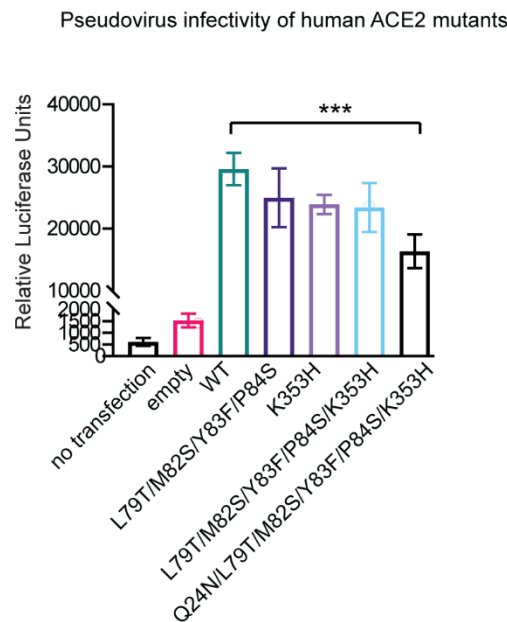 Pseudovirus infectivity of human ACE2 mutants
Relative Luciferase Units
40000
30000
20000
10000
2000
1500
1000
500
0
***
no transfection
empty
WT
L79T/M82S/Y83F/P84S
K353H
L79T/M82S/Y83F/P84S/K353H
Q24N/L79T/M82S/Y83F/P84S/K353H